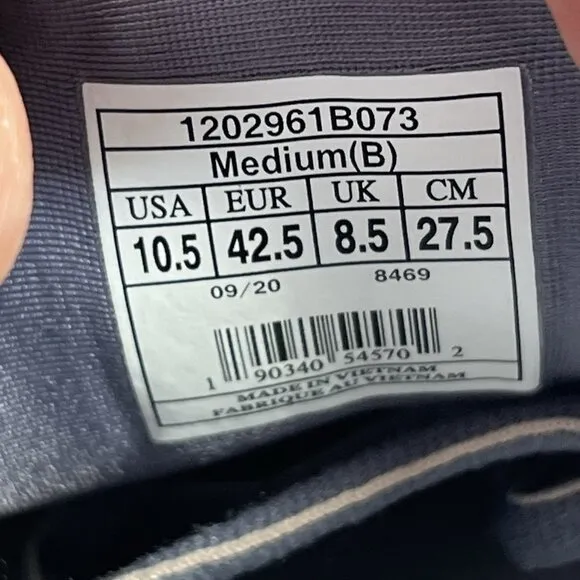 1202961B073
Medium(B)
USA EUR UK CM
10.5 42.5 8.5 27.5
09/20 8469
1 90340 54570 2
MADE IN VIETNAM
FABRIQUE AU VIETNAM